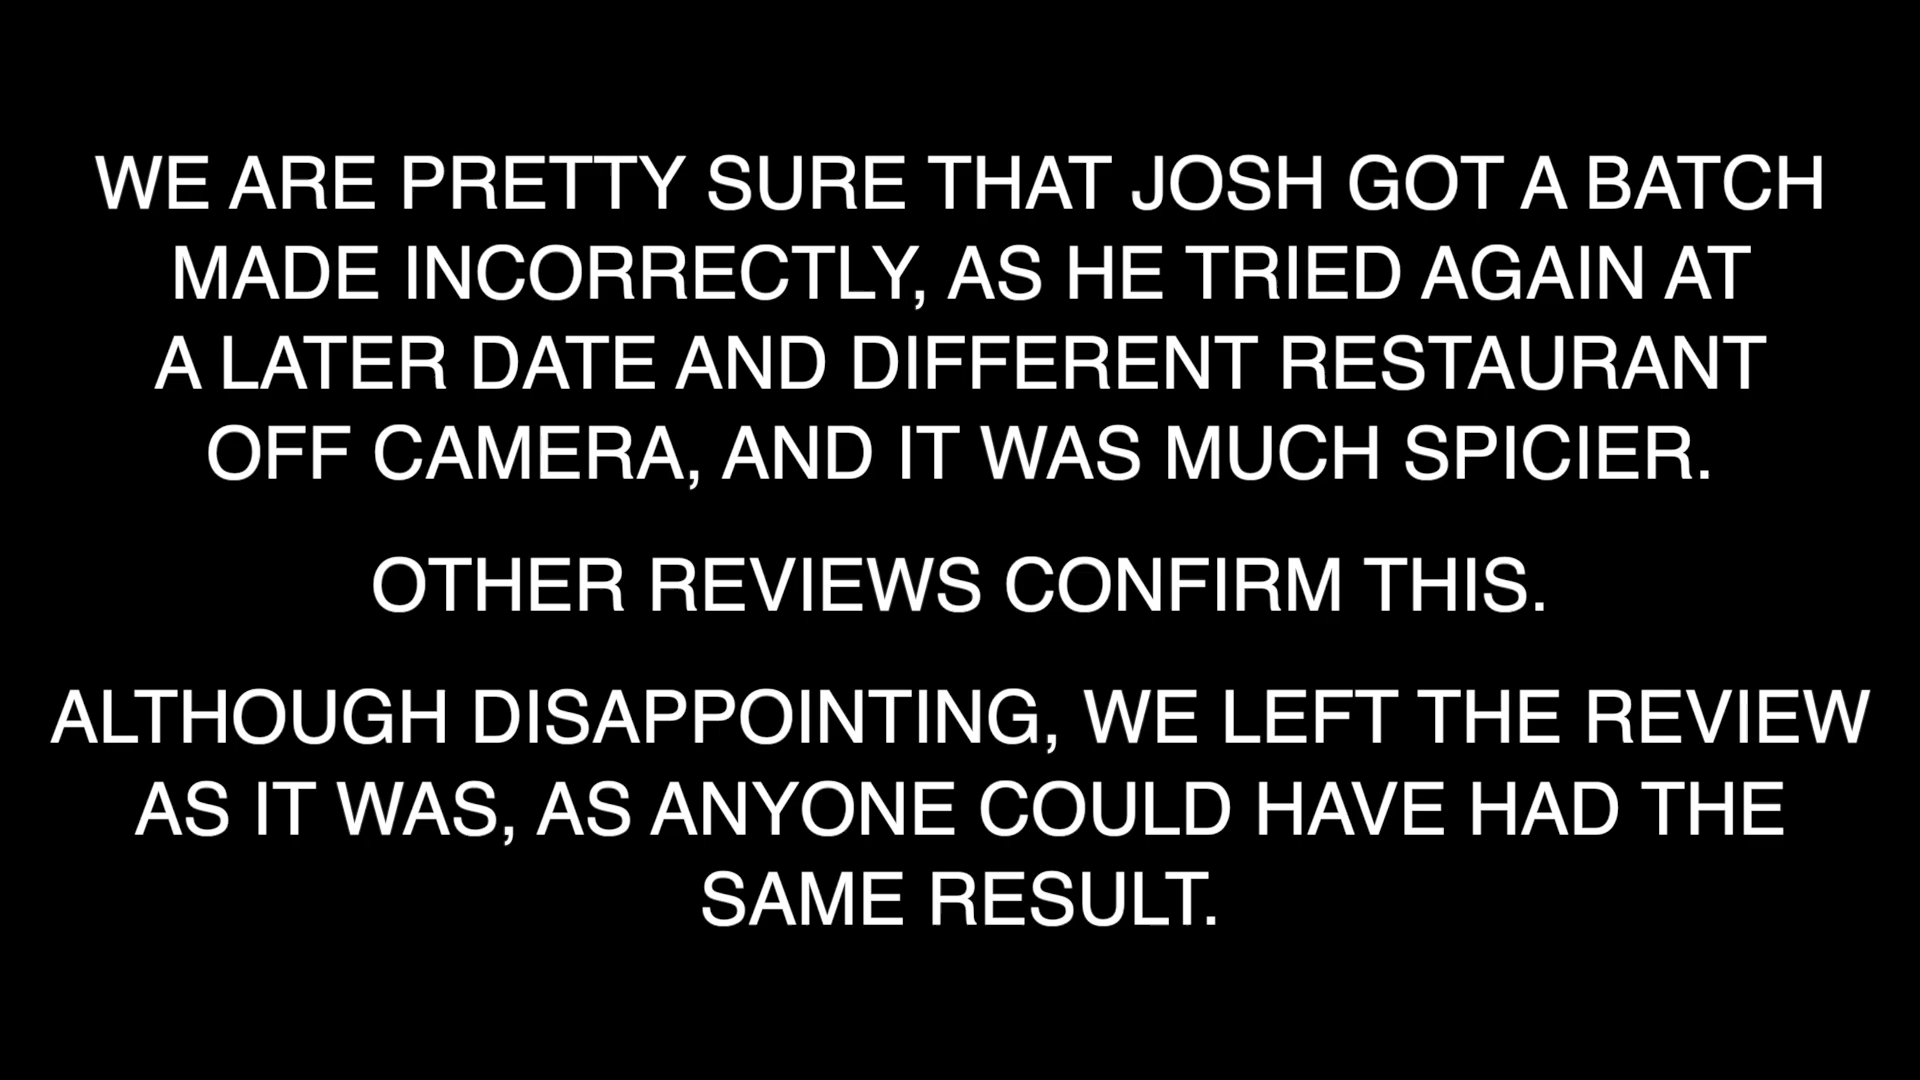 WE ARE PRETTY SURE THAT JOSH GOT A BATCH
MADE INCORRECTLY, AS HE TRIED AGAIN AT
A LATER DATE AND DIFFERENT RESTAURANT
OFF CAMERA, AND IT WAS MUCH SPICIER.
OTHER REVIEWS CONFIRM THIS.
ALTHOUGH DISAPPOINTING, WE LEFT THE REVIEW
AS IT WAS, AS ANYONE COULD HAVE HAD THE
SAME RESULT.